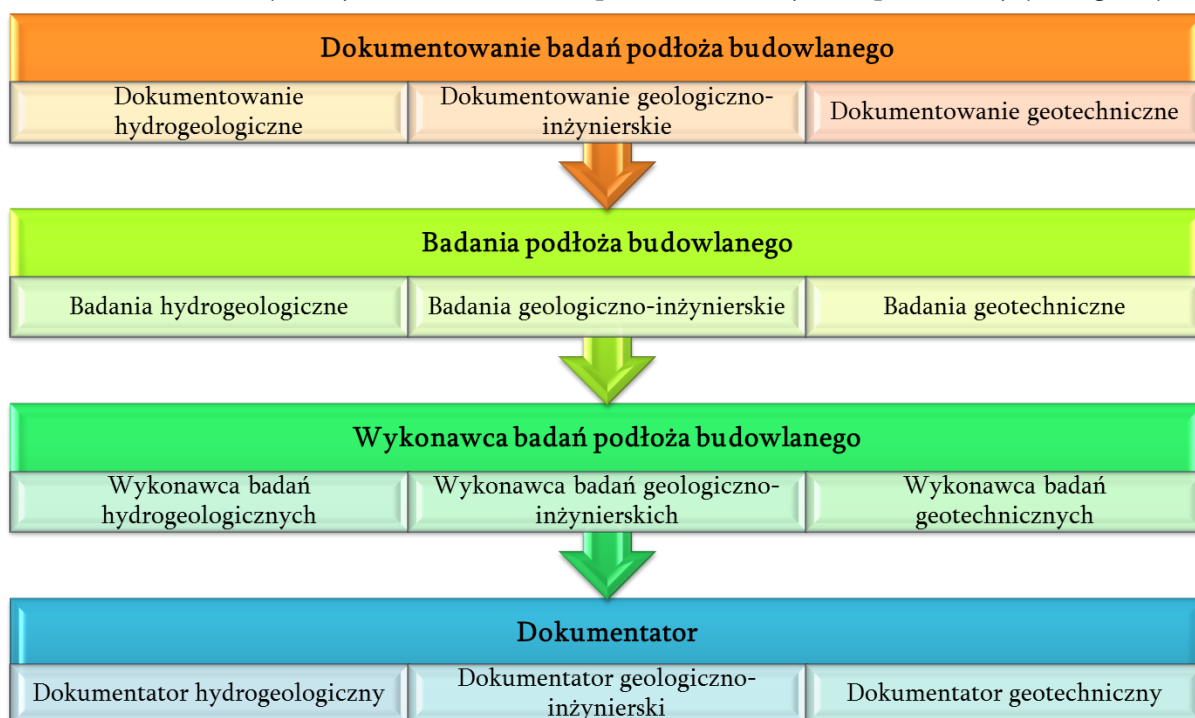 Dokumentowanie badań podłoża budowlanego
Dokumentowanie
hydrogeologiczne
Dokumentowanie geologiczno-
inżynierskie
Dokumentowanie geotechniczne
Badania podłoża budowlanego
Badania hydrogeologiczne
Badania geologiczno-inżynierskie
Badania geotechniczne
Wykonawca badań podłoża budowlanego
Wykonawca badań
hydrogeologicznych
Wykonawca badań geologiczno-
inżynierskich
Wykonawca badań
geotechnicznych
Dokumentator
Dokumentator hydrogeologiczny
Dokumentator geologiczno-
inżynierski
Dokumentator geotechniczny